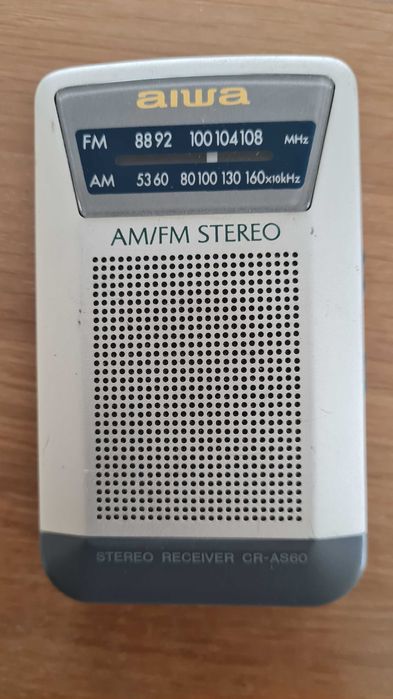 aiwa
FM 88 92 100 104 108 MHz
AM 53 60 80 100 130 160 x10kHz
AM/FM STEREO
STEREO RECEIVER CR-AS60